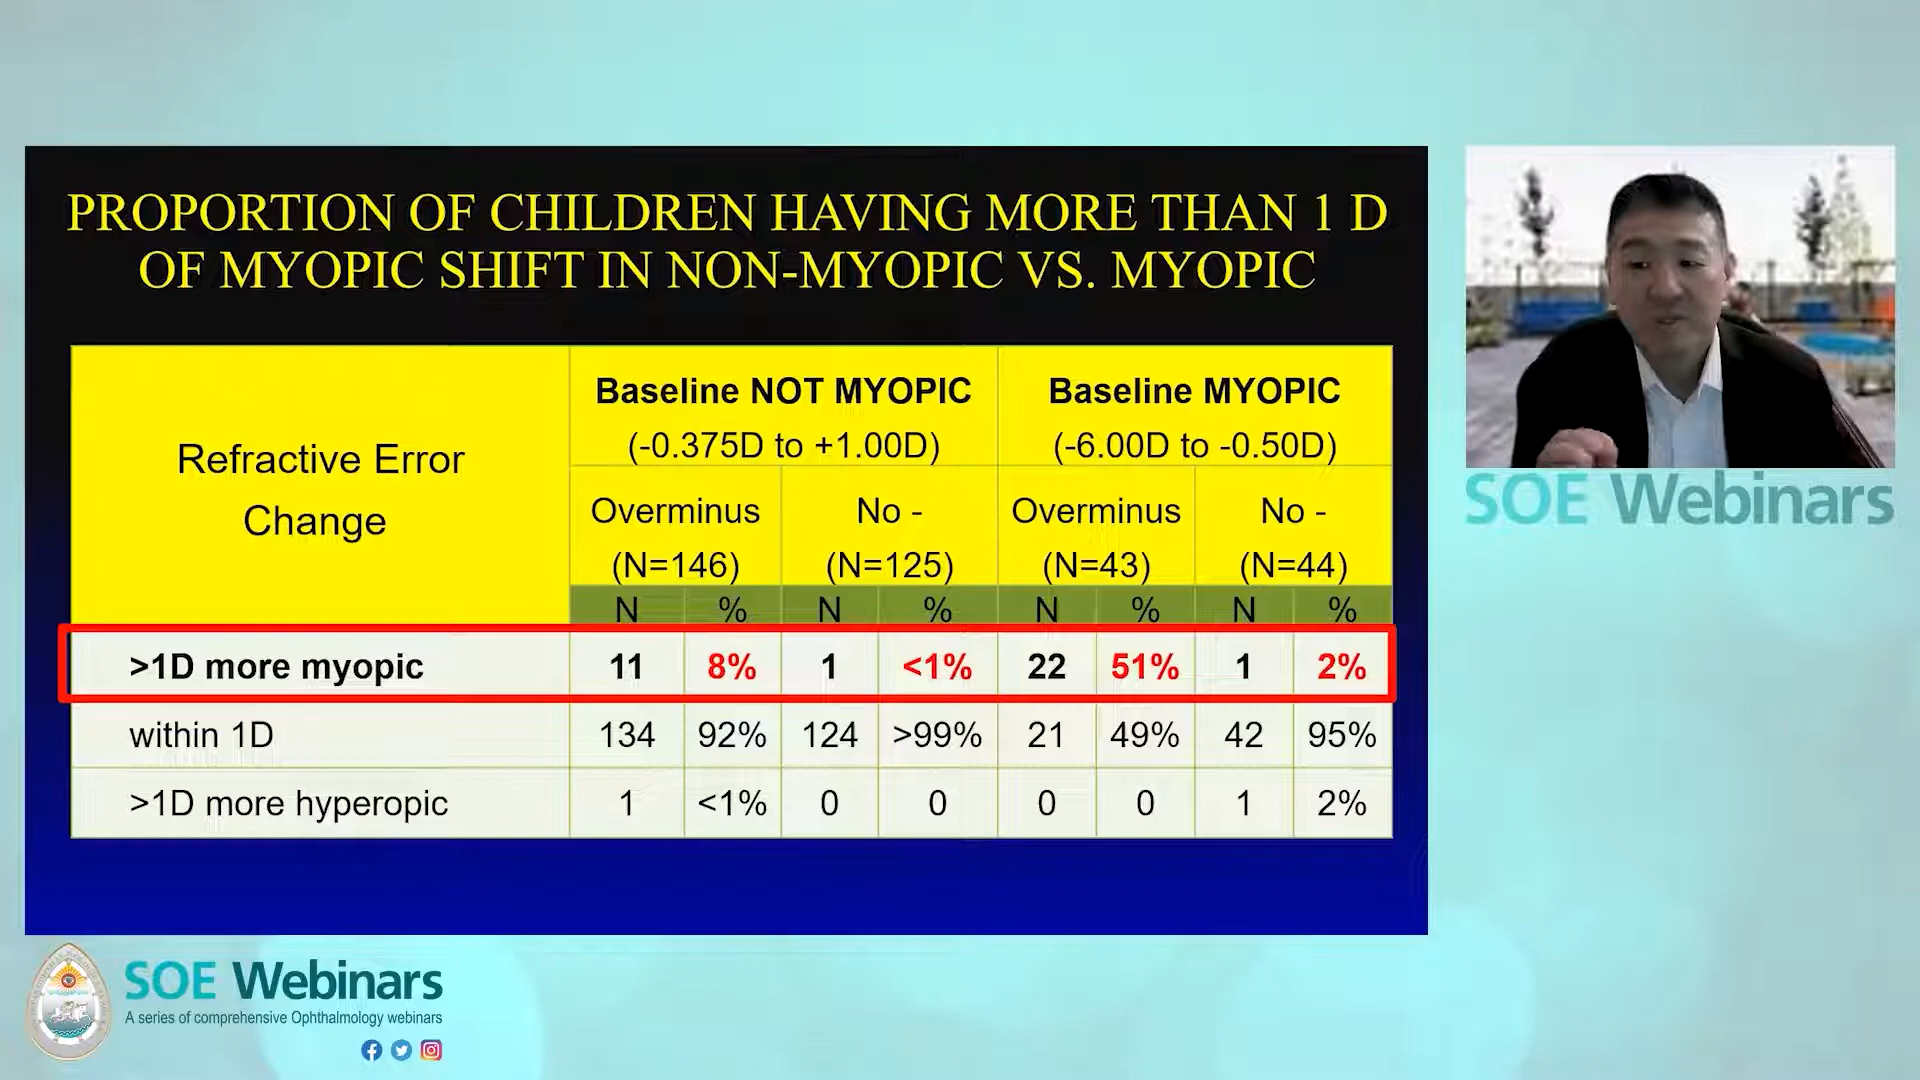 PROPORTION OF CHILDREN HAVING MORE THAN 1 D
OF MYOPIC SHIFT IN NON-MYOPIC VS. MYOPIC
Refractive Error
Change
Baseline NOT MYOPIC
(-0.375D to +1.00D)
Baseline MYOPIC
(-6.00D to -0.50D)
Overminus
(N=146)
No -
(N=125)
Overminus
(N=43)
No -
(N=44)
N % N % N % N %
>1D more myopic 11 8% 1 <1% 22 51% 1 2%
within 1D 134 92% 124 >99% 21 49% 42 95%
>1D more hyperopic 1 <1% 0 0 0 0 1 2%
SOE Webinars
SOE Webinars
A series of comprehensive Ophthalmology webinars